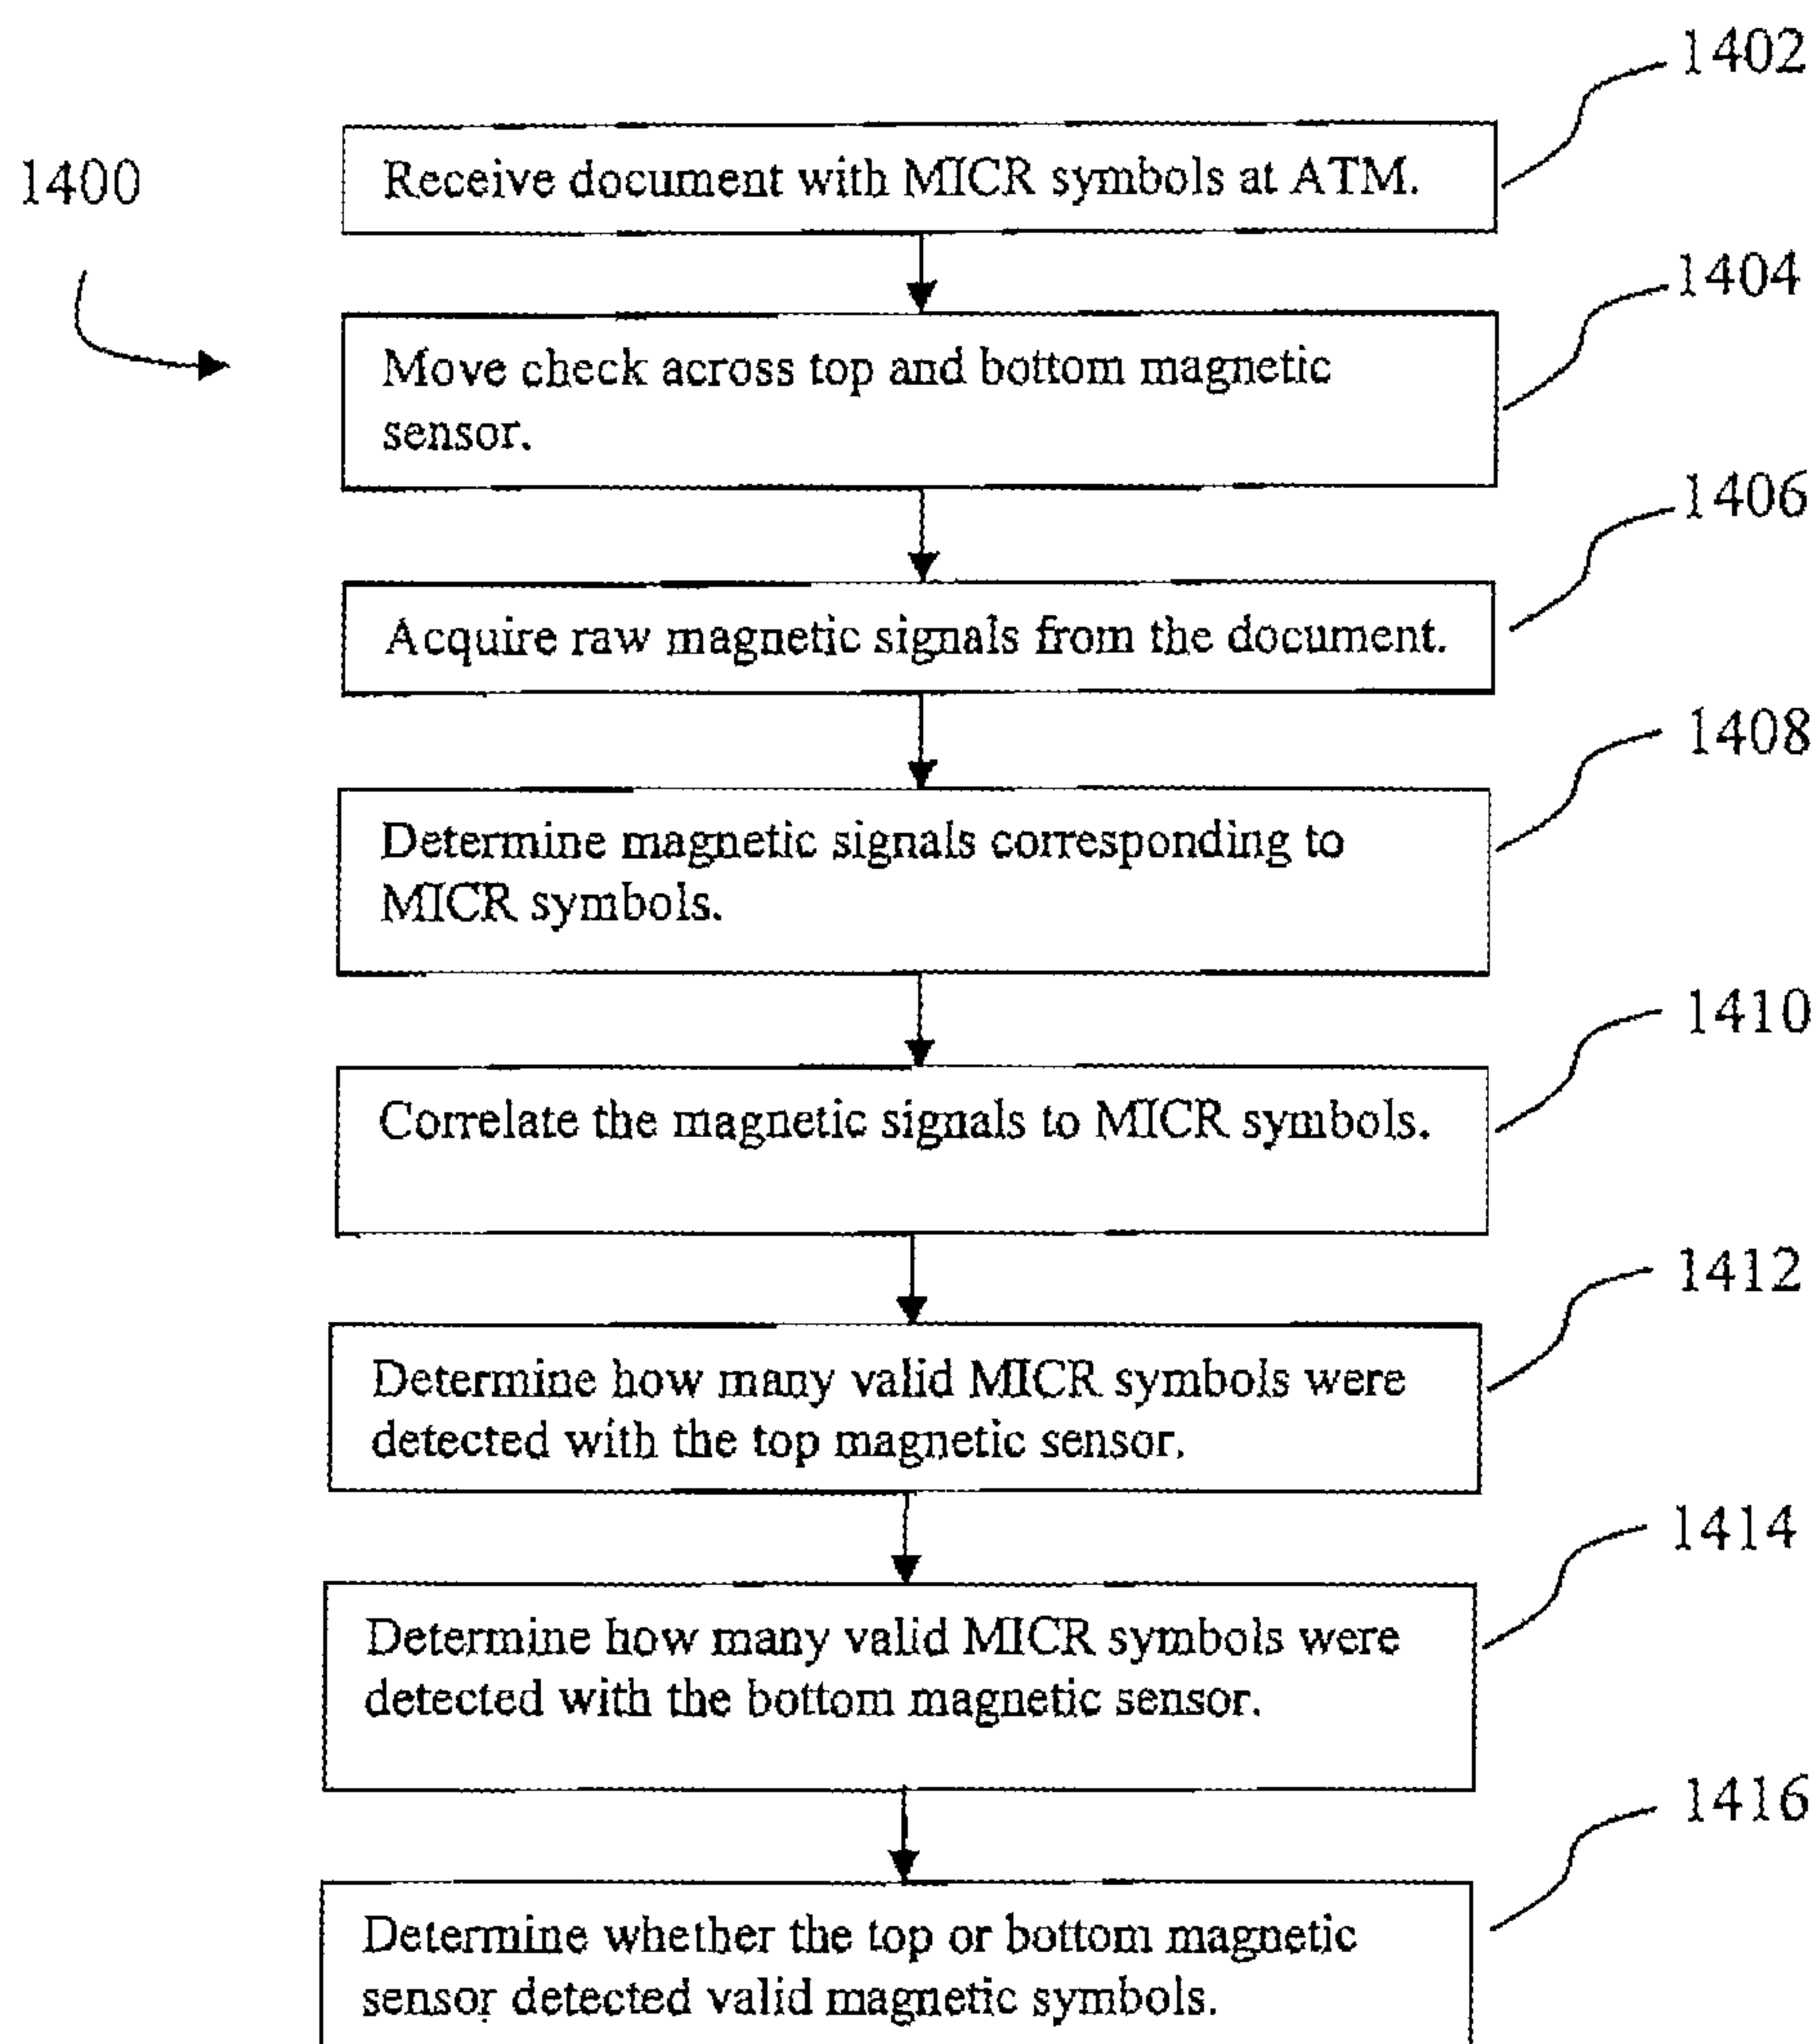 1402
1400
Receive document with MICR symbols at ATM.
1404
Move check across top and bottom magnetic
sensor.
1406
Acquire raw magnetic signals from the document.
1408
Determine magnetic signals corresponding to
MICR symbols.
1410
Correlate the magnetic signals to MICR symbols.
1412
Determine how many valid MICR symbols were
detected with the top magnetic sensor.
1414
Determine how many valid MICR symbols were
detected with the bottom magnetic sensor.
1416
Determine whether the top or bottom magnetic
sensor detected valid magnetic symbols.